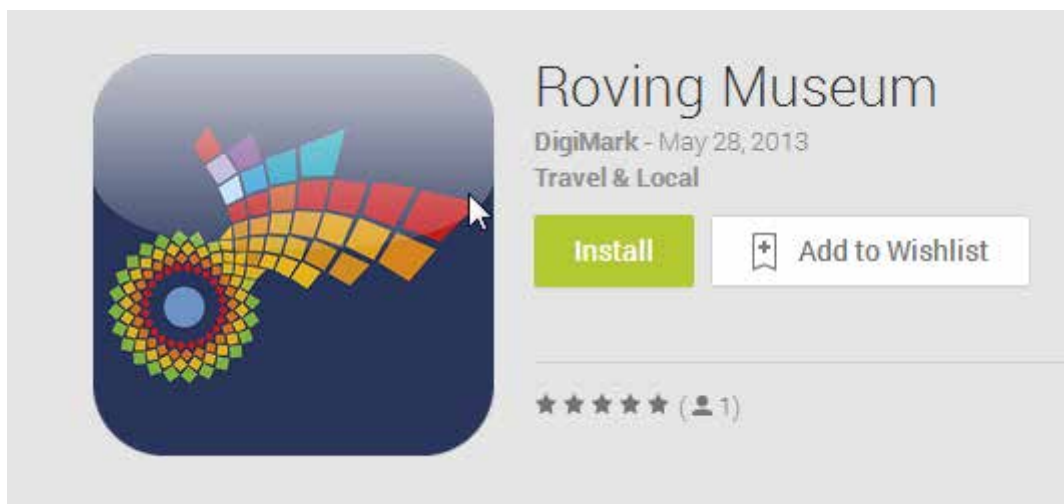 Roving Museum
DigiMark - May 28, 2013
Travel & Local
Install
Add to Wishlist
( 1)